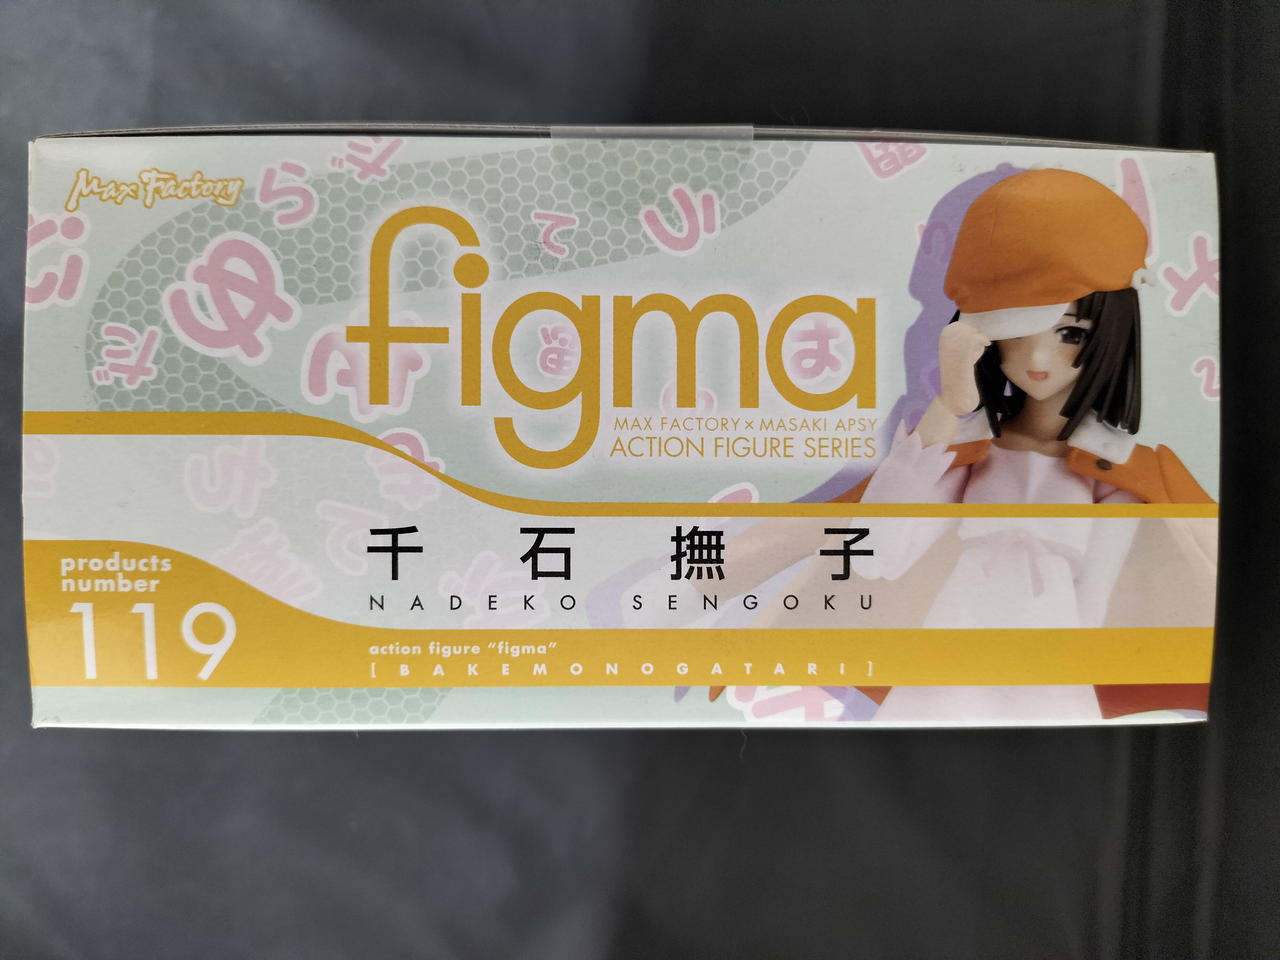 Max Factory
figma
MAX FACTORY × MASAKI APSY
ACTION FIGURE SERIES
千石撫子
NADEKO SENGOKU
products
number
119
action figure "figma"
[BAKEMONOGATARI]